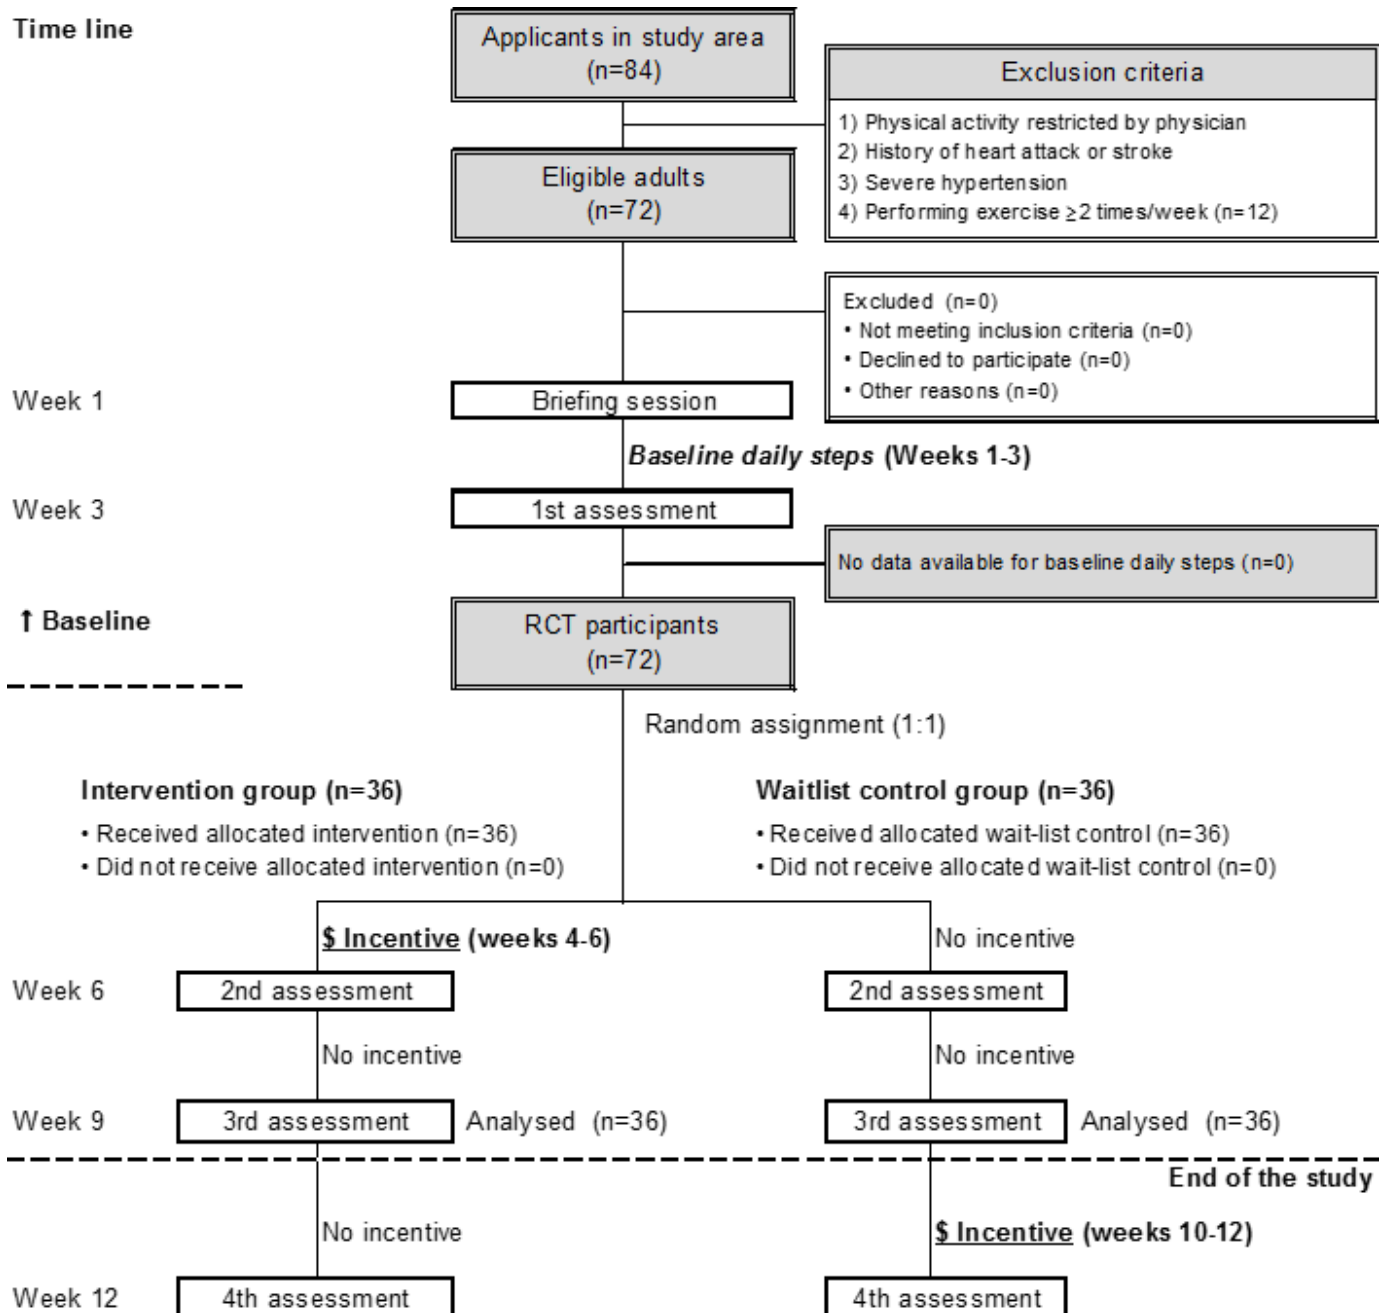 Time line
Applicants in study area
(n=84)
Exclusion criteria
1) Physical activity restricted by physician
2) History of heart attack or stroke
3) Severe hypertension
4) Performing exercise ≥2 times/week (n=12)
Eligible adults
(n=72)
Excluded (n=0)
• Not meeting inclusion criteria (n=0)
• Declined to participate (n=0)
• Other reasons (n=0)
Week 1
Briefing session
Baseline daily steps (Weeks 1-3)
Week 3
1st assessment
No data available for baseline daily steps (n=0)
↑ Baseline
RCT participants
(n=72)
Random assignment (1:1)
Intervention group (n=36)
• Received allocated intervention (n=36)
• Did not receive allocated intervention (n=0)
Waitlist control group (n=36)
• Received allocated wait-list control (n=36)
• Did not receive allocated wait-list control (n=0)
$ Incentive (weeks 4-6)
No incentive
Week 6
2nd assessment
2nd assessment
No incentive
No incentive
Week 9
3rd assessment
Analysed (n=36)
3rd assessment
Analysed (n=36)
End of the study
No incentive
$ Incentive (weeks 10-12)
Week 12
4th assessment
4th assessment